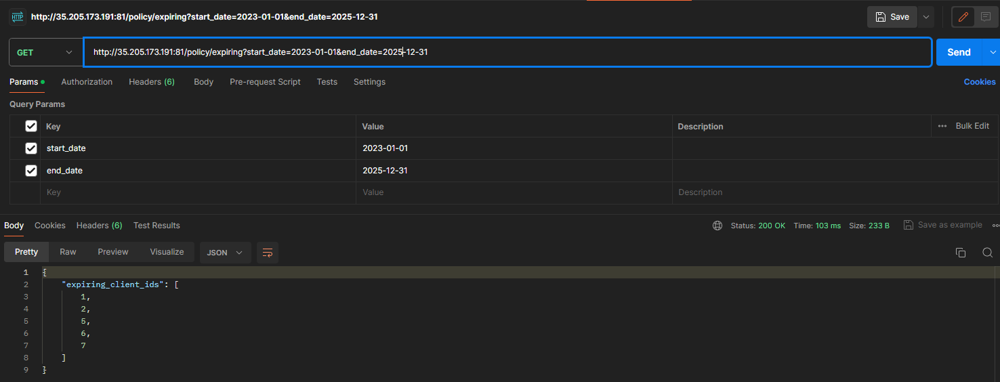 HTTP http://35.205.173.191:81/policy/expiring?start_date=2023-01-01&end_date=2025-12-31 Save
GET http://35.205.173.191:81/policy/expiring?start_date=2023-01-01&end_date=2025-12-31 Send
Params Authorization Headers (6) Body Pre-request Script Tests Settings Cookies
Query Params
Key Value Description ••• Bulk Edit
start_date 2023-01-01
end_date 2025-12-31
Key Value Description
Body Cookies Headers (6) Test Results Status: 200 OK Time: 103 ms Size: 233 B Save as example
Pretty Raw Preview Visualize JSON
1 {
2 "expiring_client_ids": [
3 1,
4 2,
5 5,
6 6,
7 7
8 ]
9 }